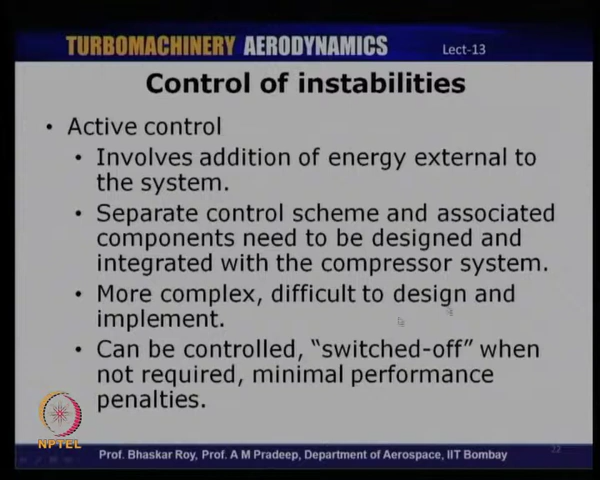 TURBOMACHINERY AERODYNAMICS Lect-13
Control of instabilities
• Active control
• Involves addition of energy external to
the system.
• Separate control scheme and associated
components need to be designed and
integrated with the compressor system.
• More complex, difficult to design and
implement.
• Can be controlled, “switched-off” when
not required, minimal performance
penalties.
NPTEL
Prof. Bhaskar Roy, Prof. A M Pradeep, Department of Aerospace, IIT Bombay
22